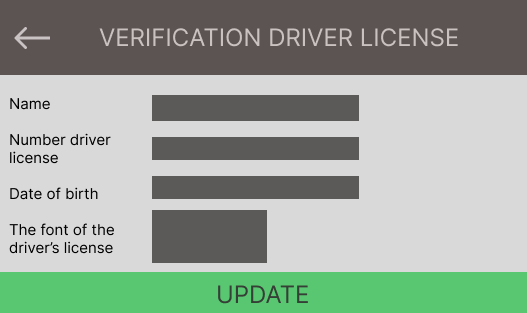 VERIFICATION DRIVER LICENSE
Name
Number driver
license
Date of birth
The font of the
driver's license
UPDATE